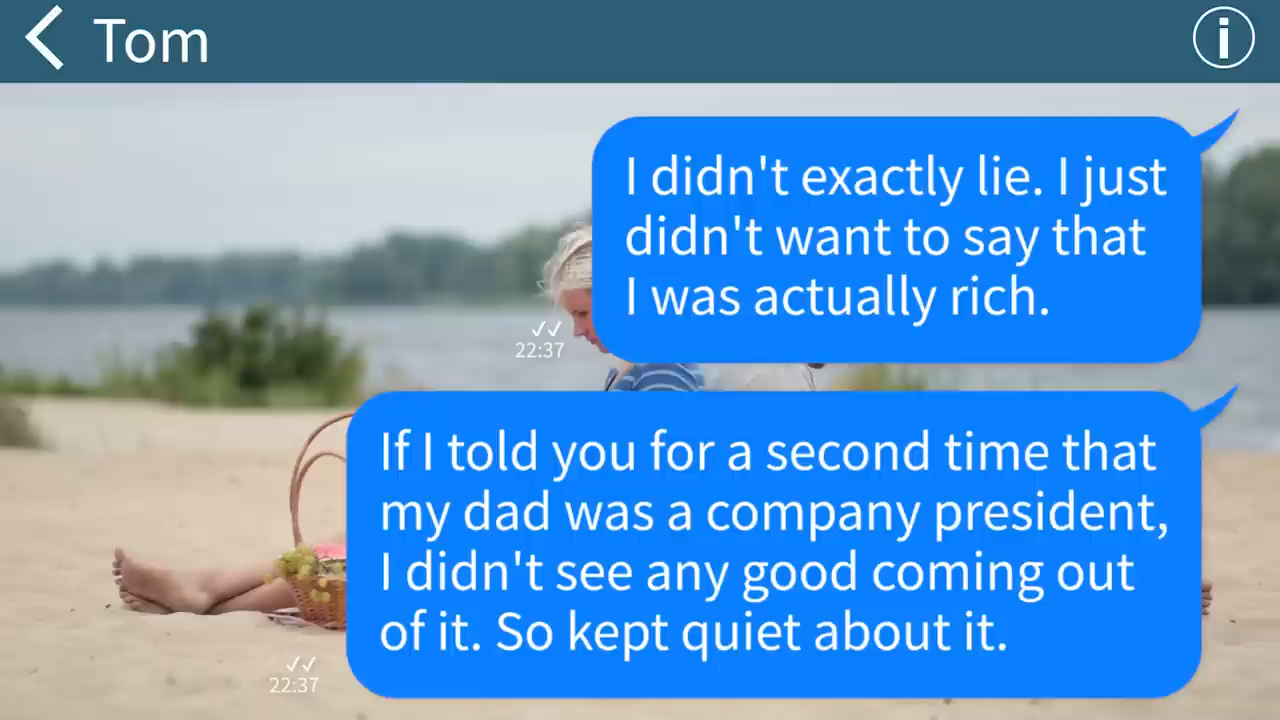 Tom
I didn't exactly lie. I just
didn't want to say that
I was actually rich.
22:37
If I told you for a second time that
my dad was a company president,
I didn't see any good coming out
of it. So kept quiet about it.
22:37